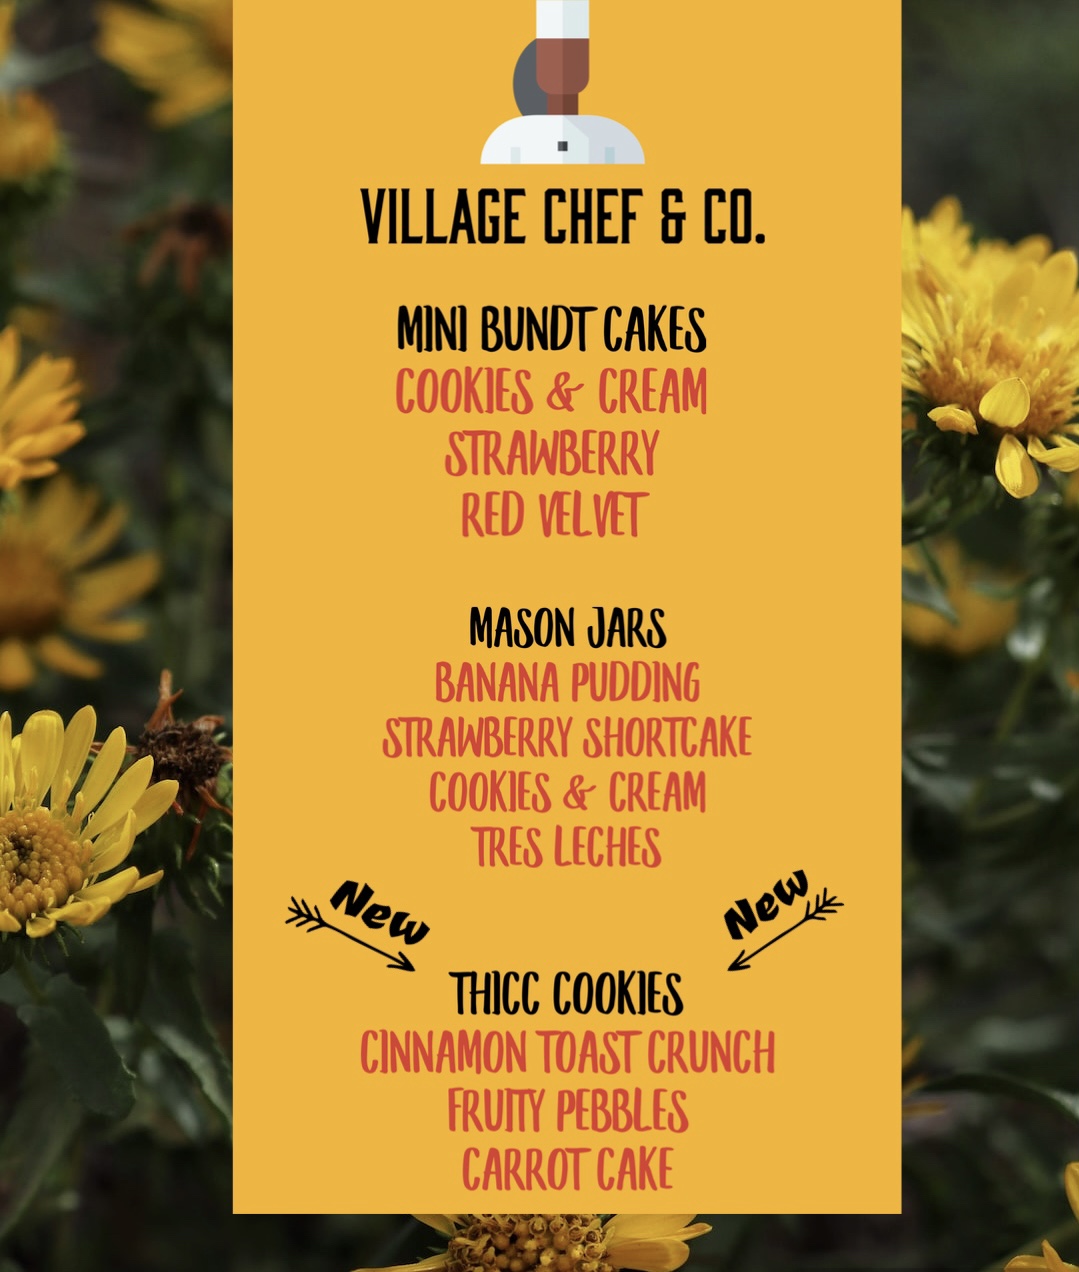 VILLAGE CHEF & CO.
MINI BUNDT CAKES
COOKIES & CREAM
STRAWBERRY
RED VELVET
MASON JARS
BANANA PUDDING
STRAWBERRY SHORTCAKE
COOKIES & CREAM
TRES LECHES
New New
THICC COOKIES
CINNAMON TOAST CRUNCH
FRUITY PEBBLES
CARROT CAKE